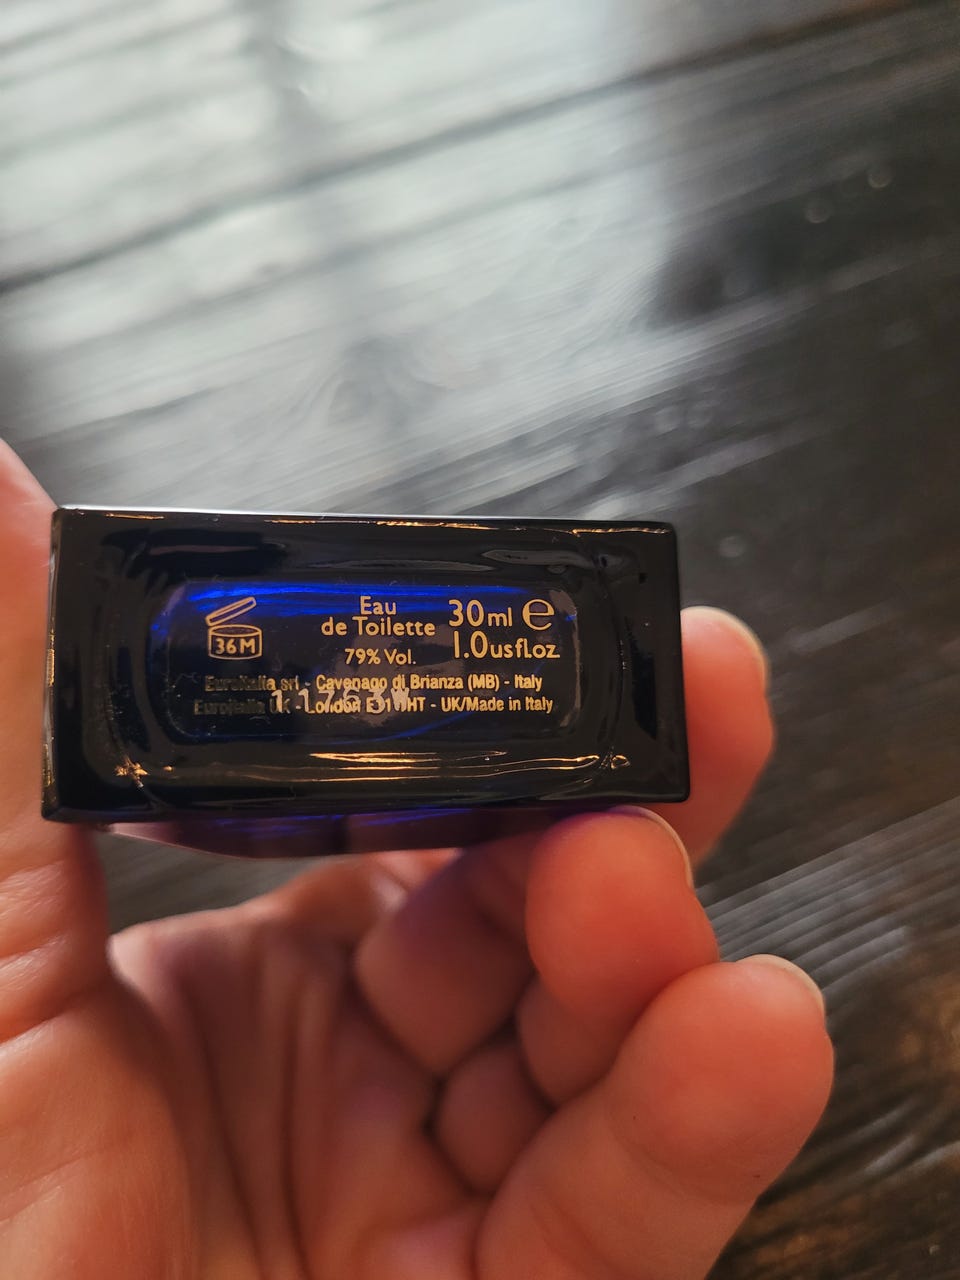 36M
Eau
de Toilette
79% Vol.
30ml e
1.0usfl.oz
Euroitalia srl - Cavenago di Brianza (MB) - Italy
Euroitalia UK - London - UK/Made in Italy